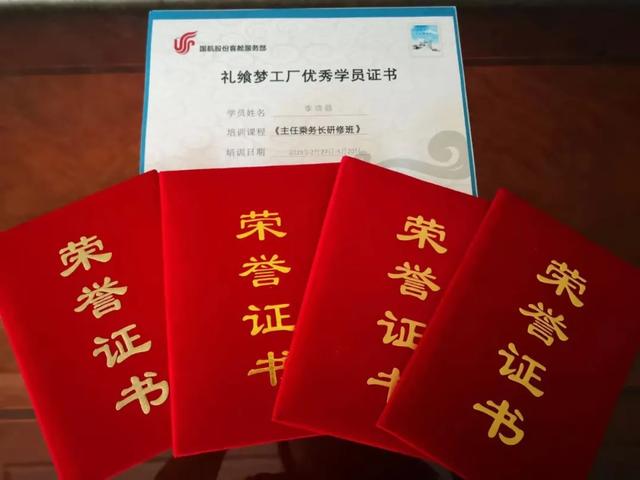 国航股份客舱服务部
礼飨梦工厂优秀学员证书
学员姓名
培训课程 《主任乘务长研修班》
培训日期
荣誉证书
荣誉证书
荣誉证书
荣誉证书